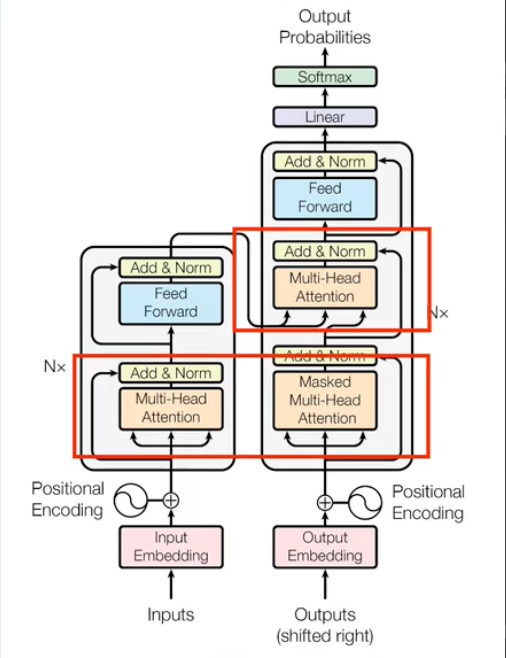 Output
Probabilities
Softmax
Linear
Add & Norm
Feed
Forward
Add & Norm
Multi-Head
Attention
Add & Norm
Feed
Forward
N×
Add & Norm
Masked
Multi-Head
Attention
N×
Add & Norm
Multi-Head
Attention
Positional
Encoding
Positional
Encoding
Input
Embedding
Output
Embedding
Inputs
Outputs
(shifted right)